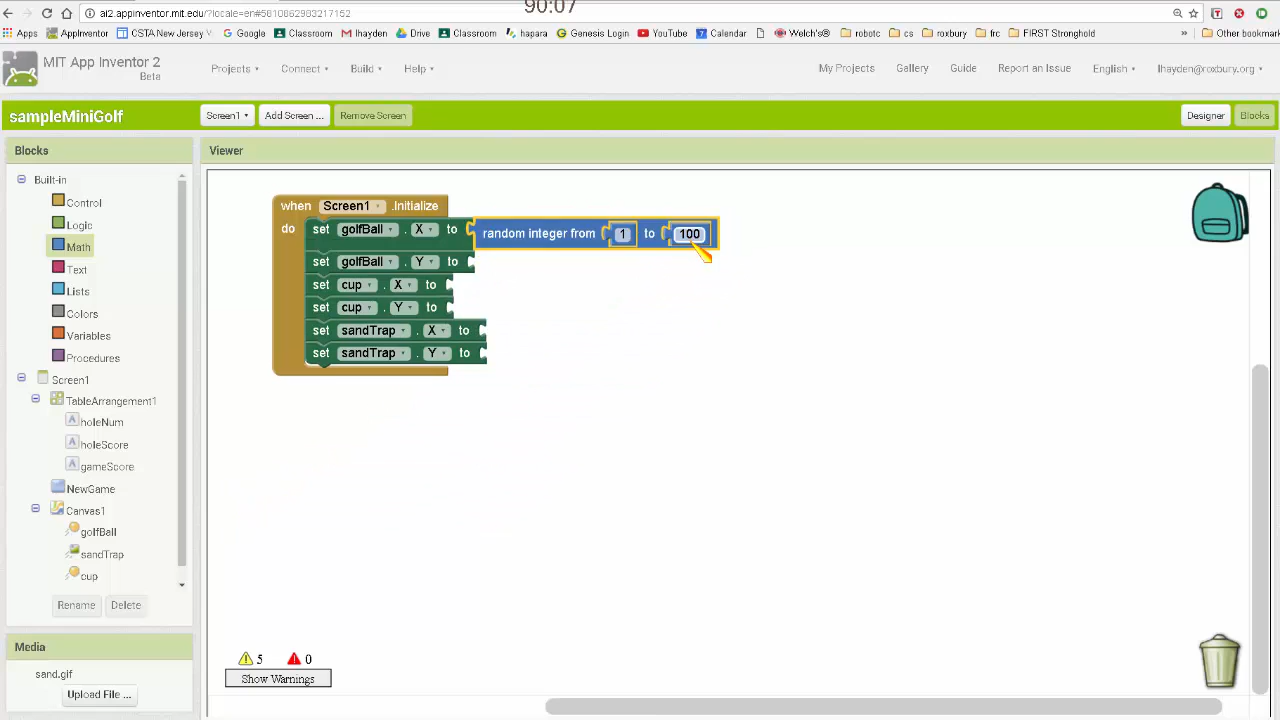 90:07
ai2.appinventor.mit.edu/?locale=en#5810862903217152
Apps AppInventor CSTA New Jersey Google Classroom lhayden Drive Classroom hapara Genesis Login YouTube Calendar Welch's® robotc cs roxbury frc FIRST Stronghold » Other bookmark
MIT App Inventor 2
Beta
Projects Connect Build Help My Projects Gallery Guide Report an Issue English lhayden@roxbury.org
sampleMiniGolf Screen1 Add Screen ... Remove Screen Designer Blocks
Blocks
Viewer
Built-in
Control
Logic
Math
Text
Lists
Colors
Variables
Procedures
Screen1
TableArrangement1
holeNum
holeScore
gameScore
NewGame
Canvas1
golfBall
sandTrap
cup
Rename Delete
Media
sand.gif
Upload File ...
when Screen1 .Initialize
do set golfBall . X to random integer from 1 to 100
set golfBall . Y to
set cup . X to
set cup . Y to
set sandTrap . X to
set sandTrap . Y to
5 0
Show Warnings